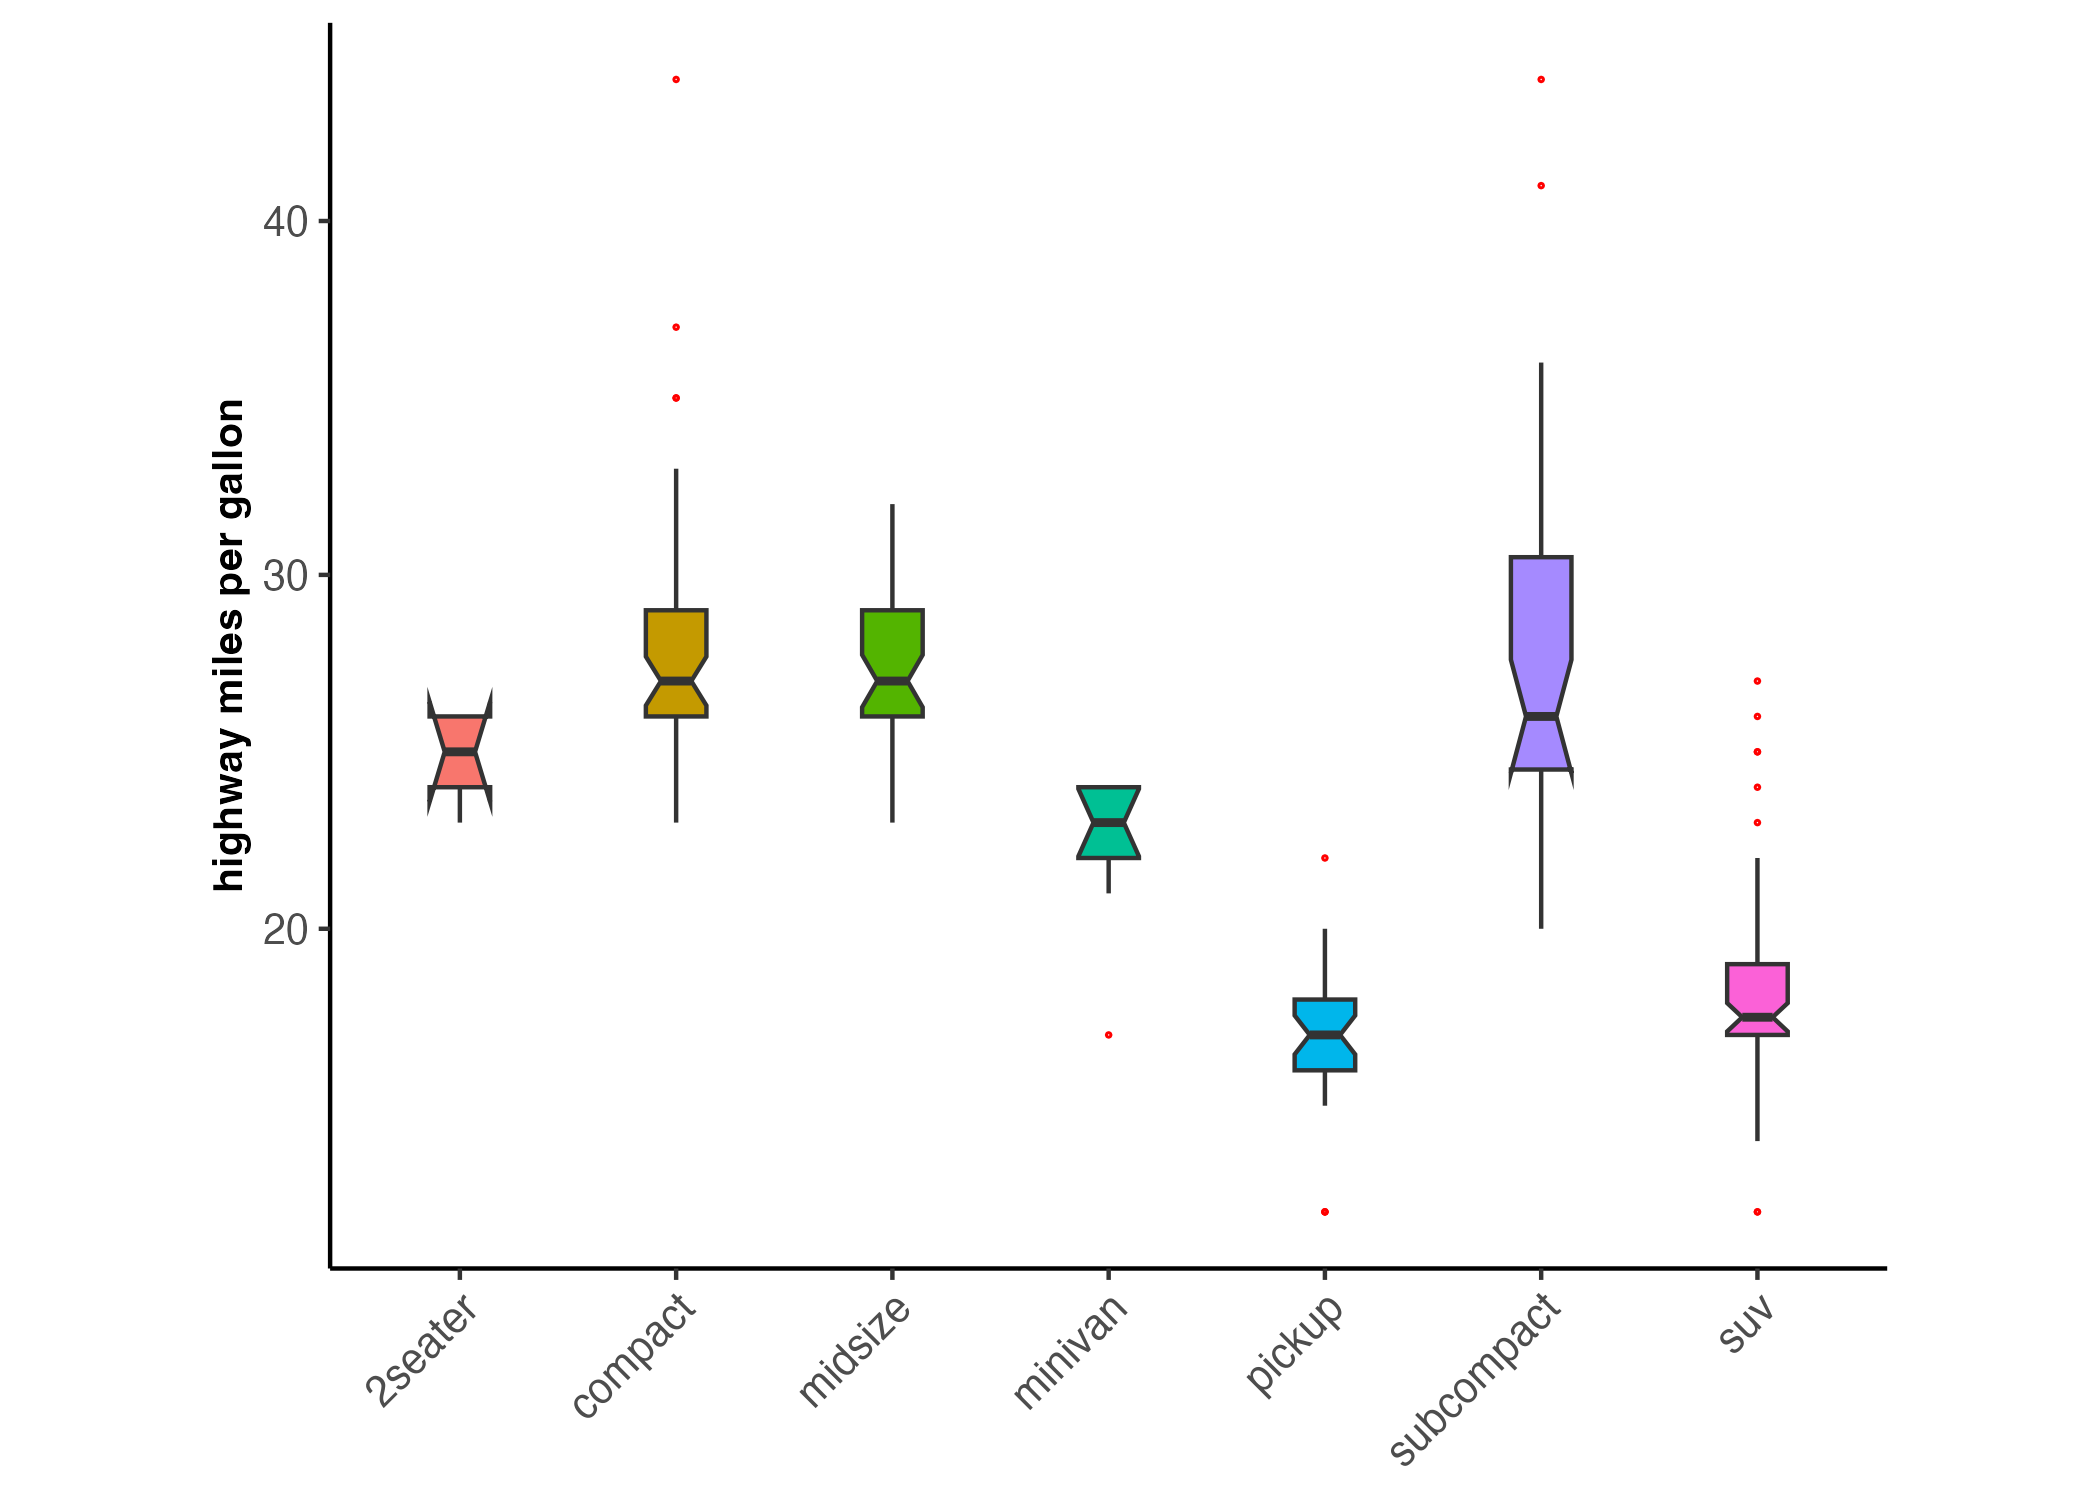 highway miles per gallon
40
30
20
2seater
compact
midsize
minivan
pickup
subcompact
suv